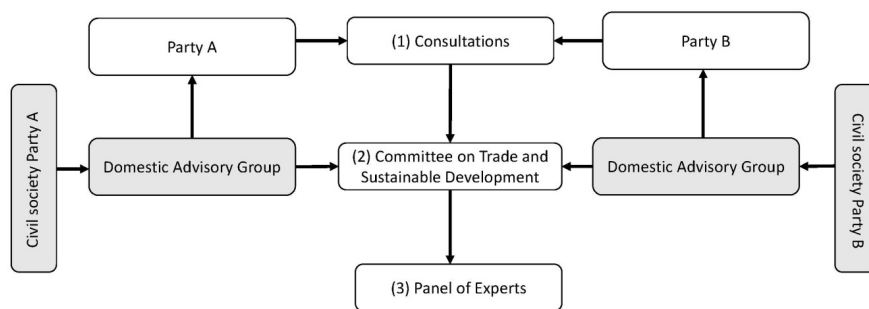 Party A
(1) Consultations
Party B
Civil society Party A
Domestic Advisory Group
(2) Committee on Trade and
Sustainable Development
Domestic Advisory Group
Civil society
Party B
(3) Panel of Experts